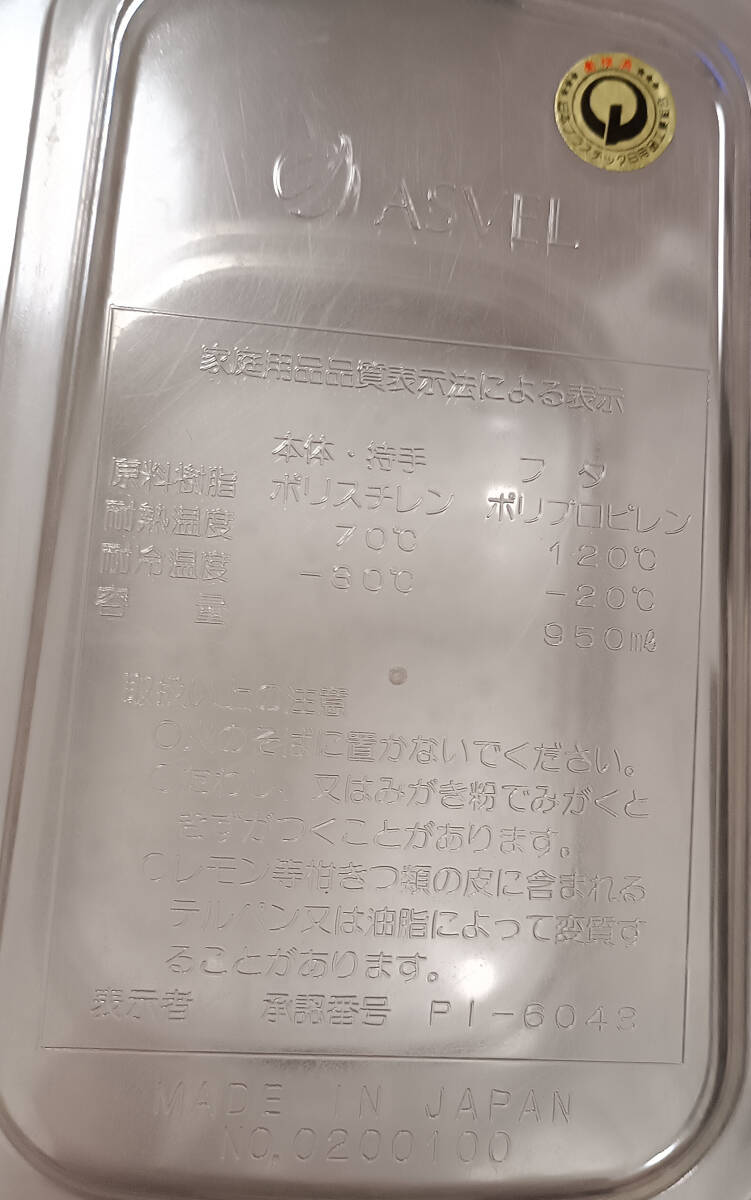 ASVEL
家庭用品品質表示法による表示
本体・持手 フタ
原料樹脂 ポリスチレン ポリプロピレン
耐熱温度 70℃ 120℃
耐冷温度 -30℃ -20℃
容量 950mℓ
取扱い上の注意
○火のそばに置かないでください。
○たわし、又はみがき粉でみがくと
きずがつくことがあります。
○レモン等柑きつ類の皮に含まれる
テルペン又は油脂によって変質す
ることがあります。
表示者 承認番号 PI-6043
MADE IN JAPAN
NO.0200100